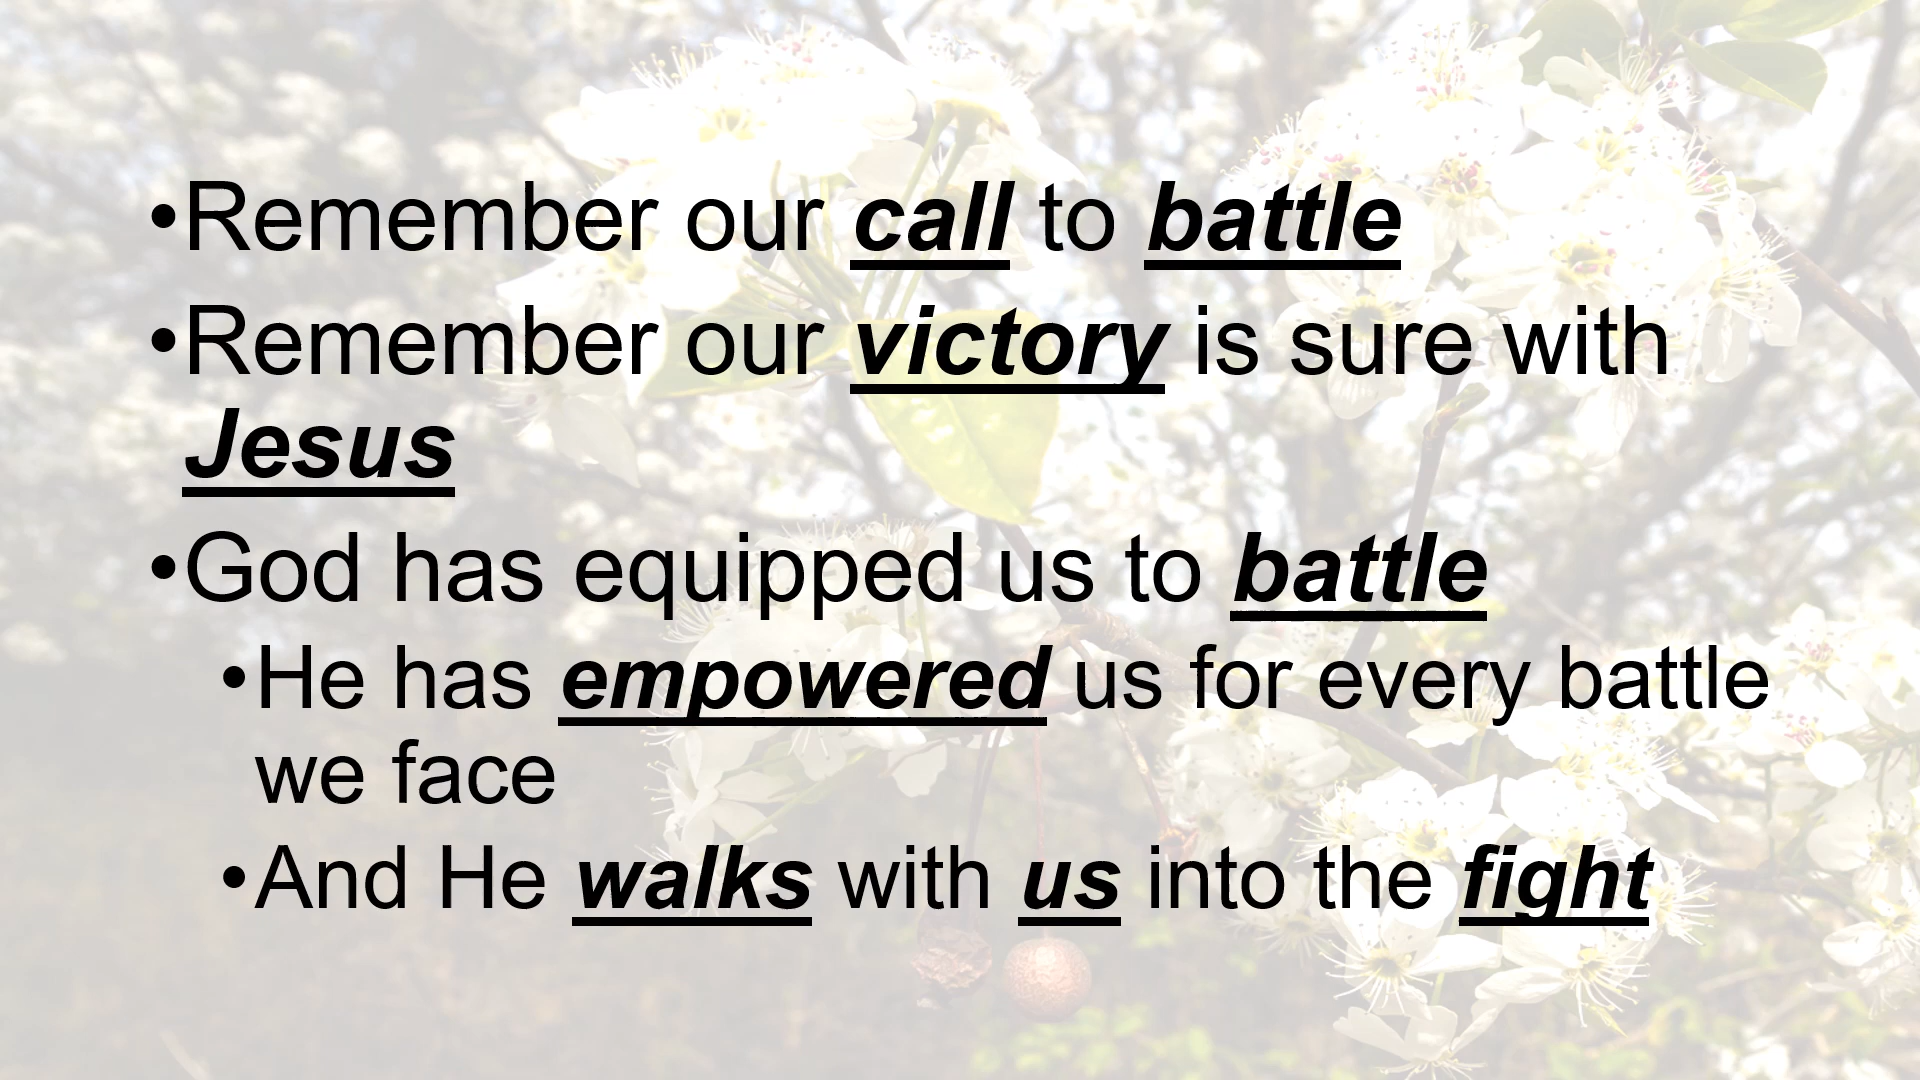 •Remember our call to battle
•Remember our victory is sure with
Jesus
•God has equipped us to battle
•He has empowered us for every battle
we face
•And He walks with us into the fight